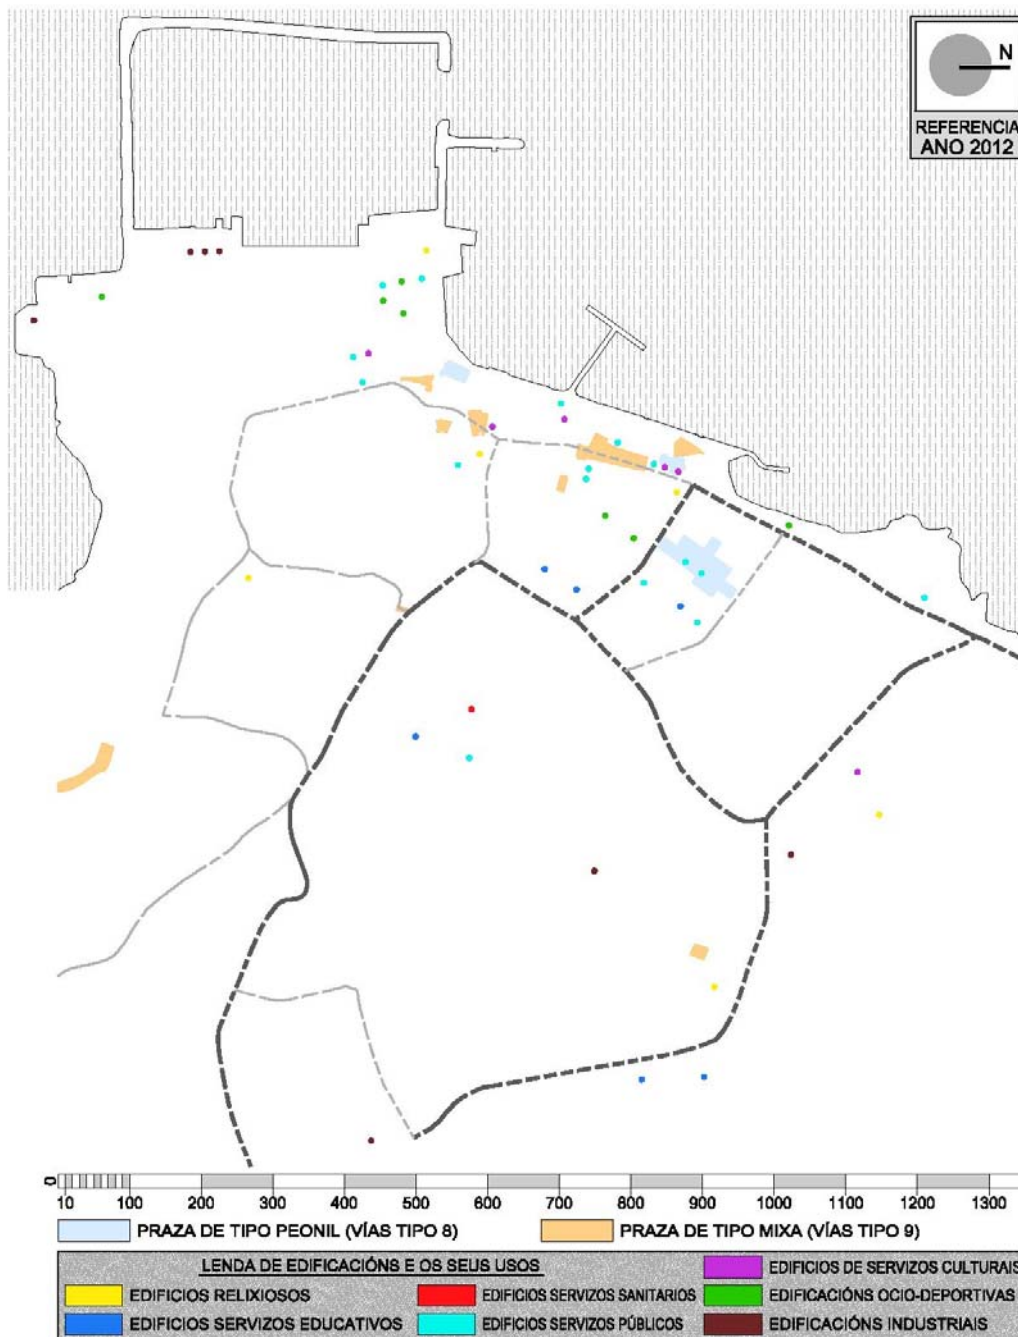 N
REFERENCIA
ANO 2012
0 10 100 200 300 400 500 600 700 800 900 1000 1100 1200 1300
PRAZA DE TIPO PEONIL (VÍAS TIPO 8) PRAZA DE TIPO MIXA (VÍAS TIPO 9)
LENDA DE EDIFICACIÓNS E OS SEUS USOS
EDIFICIOS DE SERVIZOS CULTURAIS
EDIFICIOS RELIXIOSOS EDIFICIOS SERVIZOS SANITARIOS EDIFICACIÓNS OCIO-DEPORTIVAS
EDIFICIOS SERVIZOS EDUCATIVOS EDIFICIOS SERVIZOS PÚBLICOS EDIFICACIÓNS INDUSTRIAIS